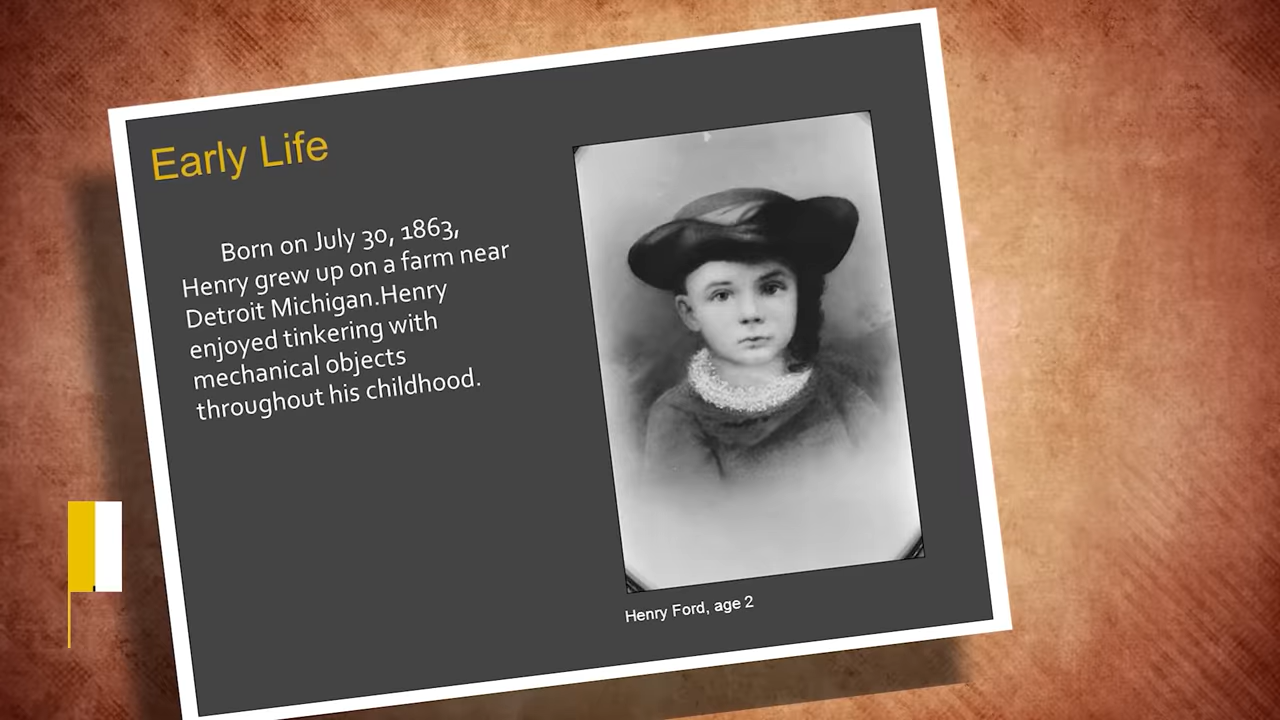 Early Life
Born on July 30, 1863,
Henry grew up on a farm near
Detroit Michigan.Henry
enjoyed tinkering with
mechanical objects
throughout his childhood.
Henry Ford, age 2